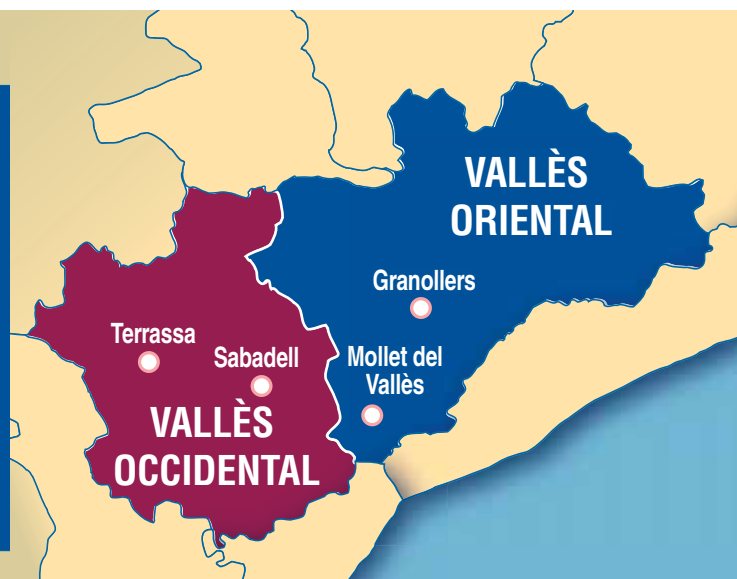 VALLÈS
ORIENTAL
Granollers
Terrassa
Sabadell
Mollet del
Vallès
VALLÈS
OCCIDENTAL